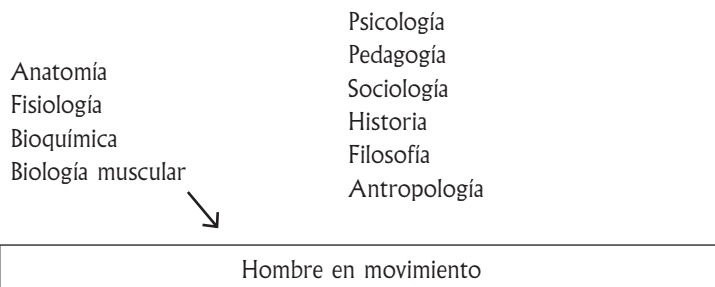 Anatomía
Fisiología
Bioquímica
Biología muscular
Psicología
Pedagogía
Sociología
Historia
Filosofía
Antropología
Hombre en movimiento